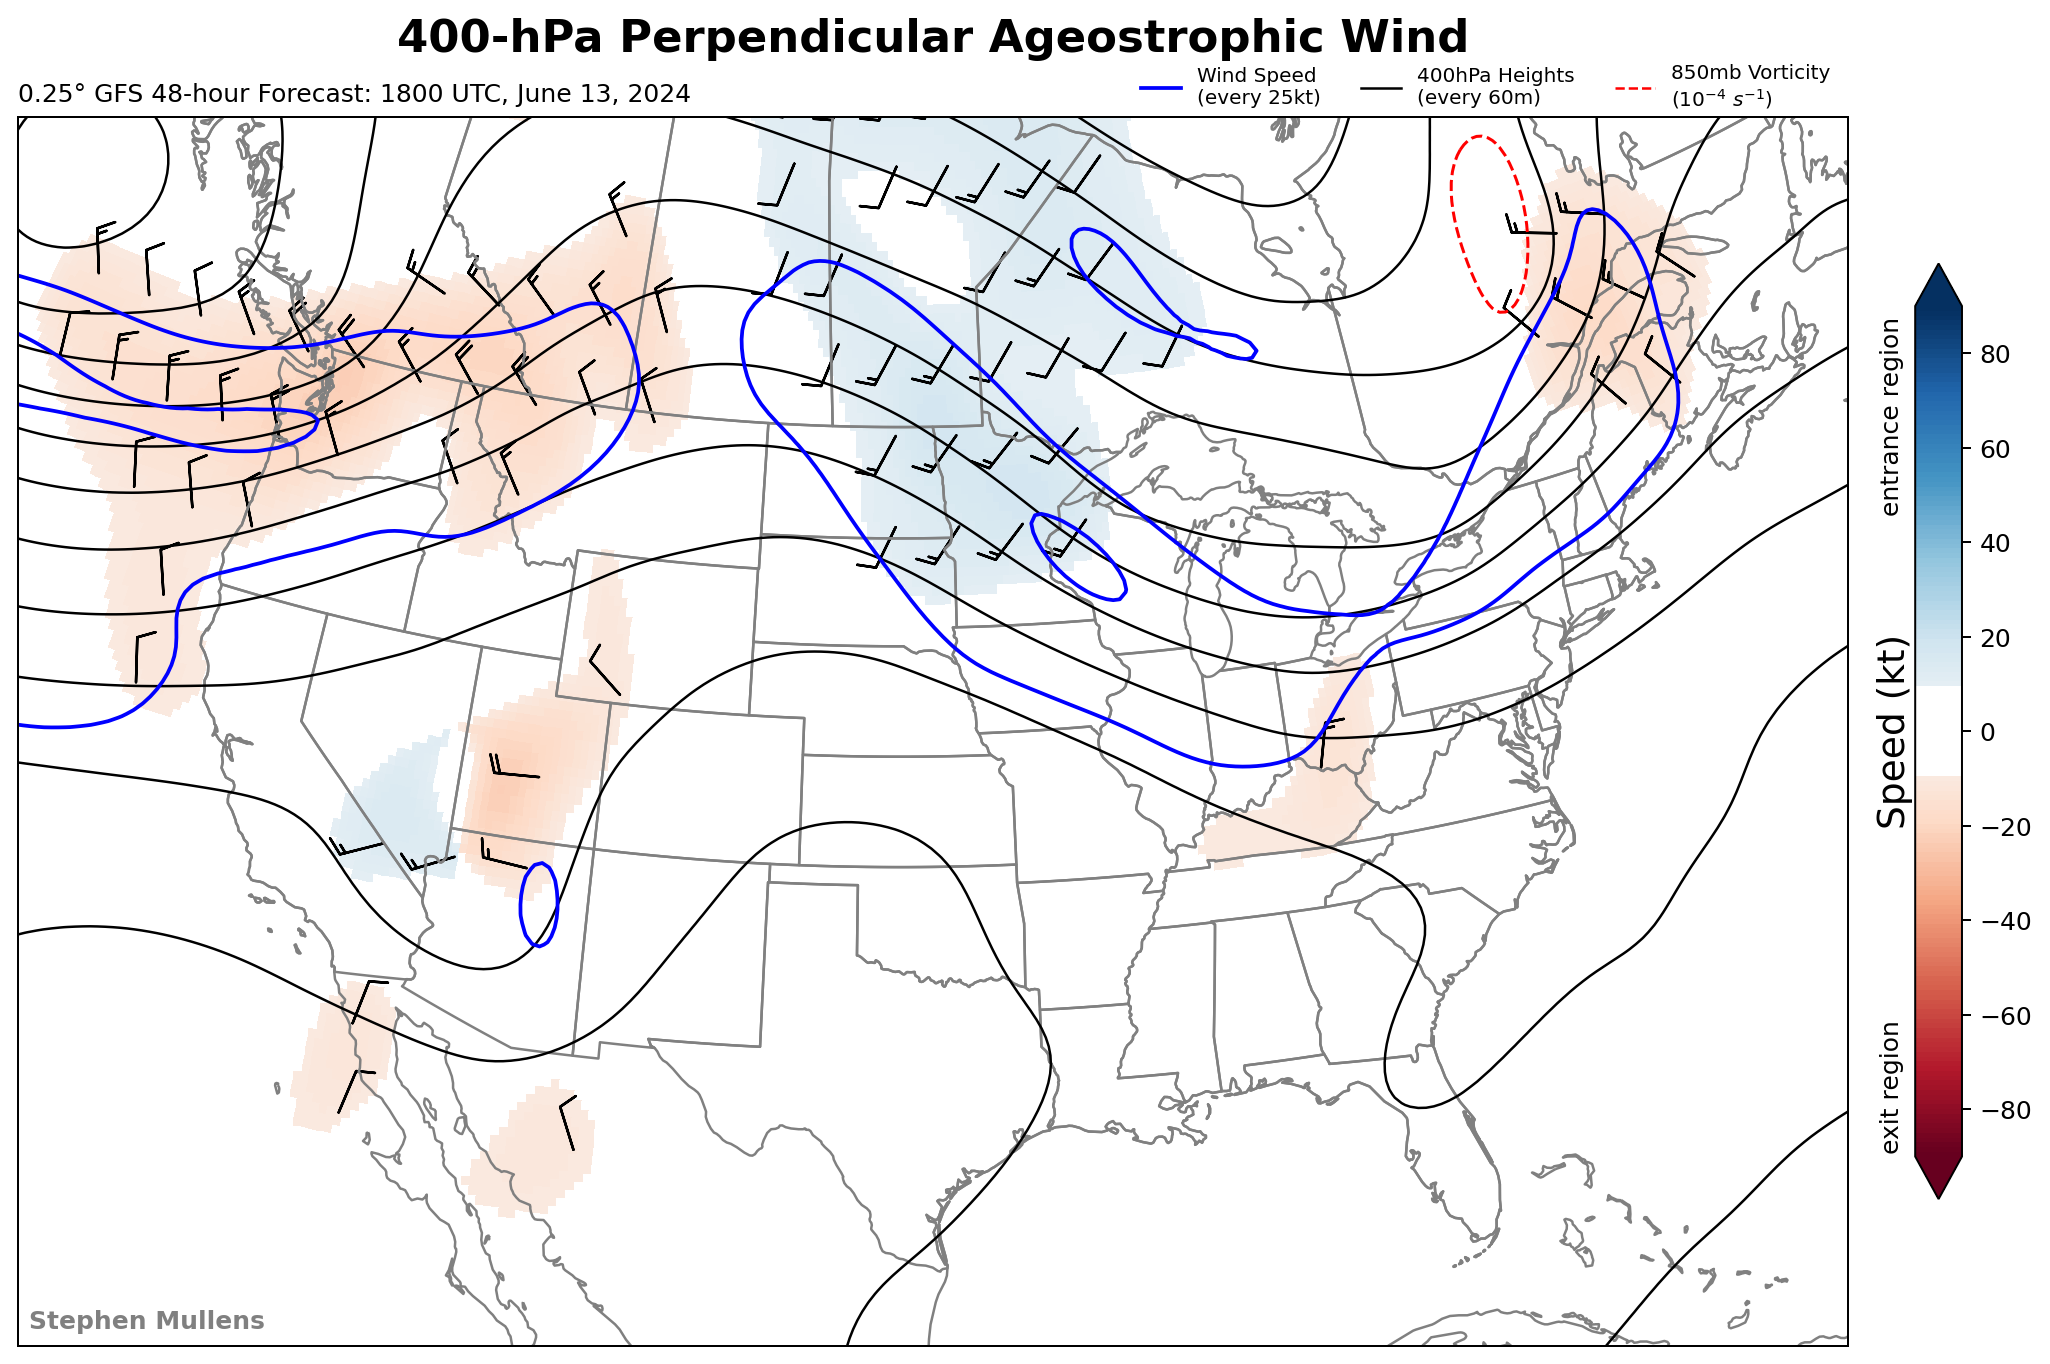 400-hPa Perpendicular Ageostrophic Wind
0.25° GFS 48-hour Forecast: 1800 UTC, June 13, 2024
Wind Speed
(every 25kt)
400hPa Heights
(every 60m)
850mb Vorticity
(10⁻⁴ s⁻¹)
entrance region
Speed (kt)
exit region
80
60
40
20
0
−20
−40
−60
−80
Stephen Mullens